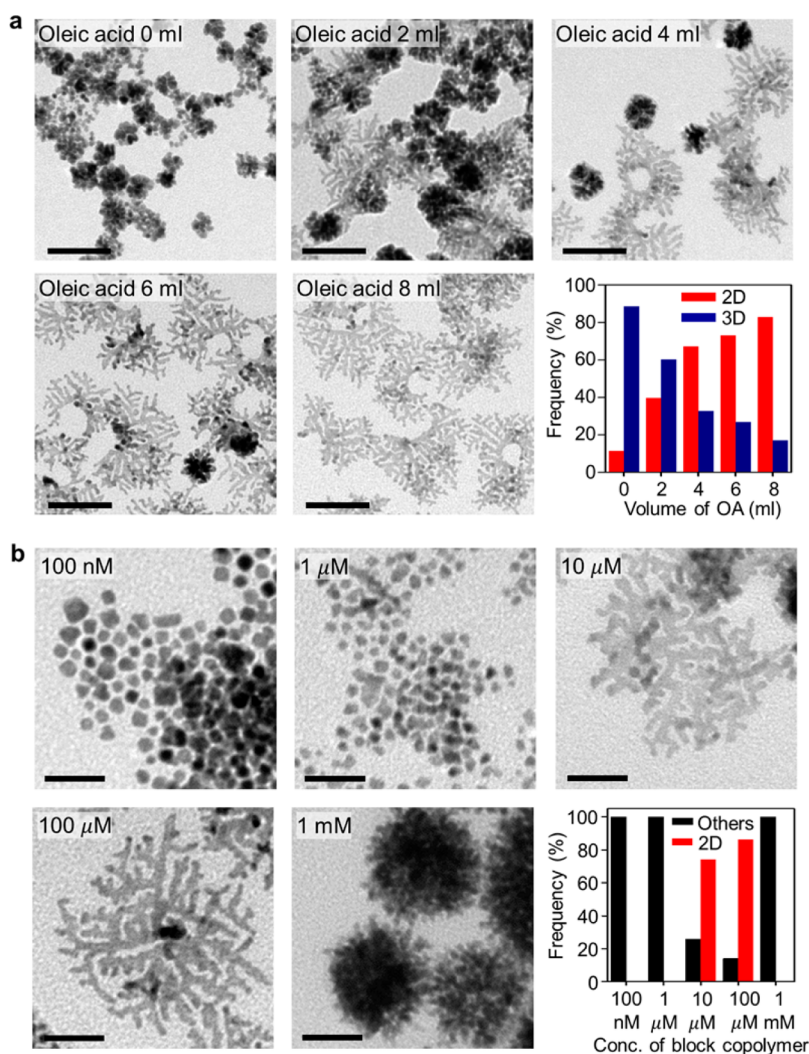 a
Oleic acid 0 ml
Oleic acid 2 ml
Oleic acid 4 ml
Oleic acid 6 ml
Oleic acid 8 ml
100
80
60
40
20
0
Frequency (%)
2D
3D
0 2 4 6 8
Volume of OA (ml)
b
100 nM
1 μM
10 μM
100 μM
1 mM
100
80
60
40
20
0
Frequency (%)
Others
2D
100 1 10 100 1
nM μM μM μM mM
Conc. of block copolymer